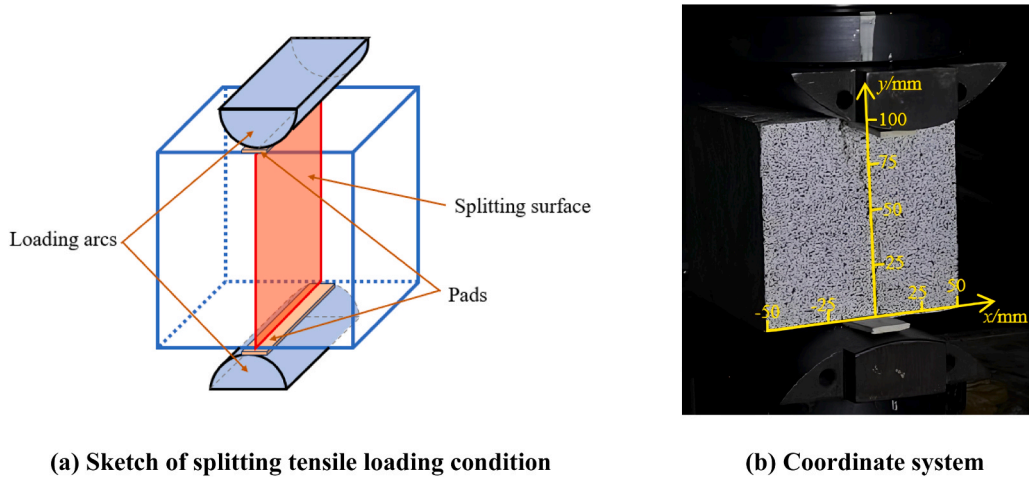 Loading arcs
Splitting surface
Pads
(a) Sketch of splitting tensile loading condition
y/mm
100
75
50
25
-50
-25
25
50
x/mm
(b) Coordinate system